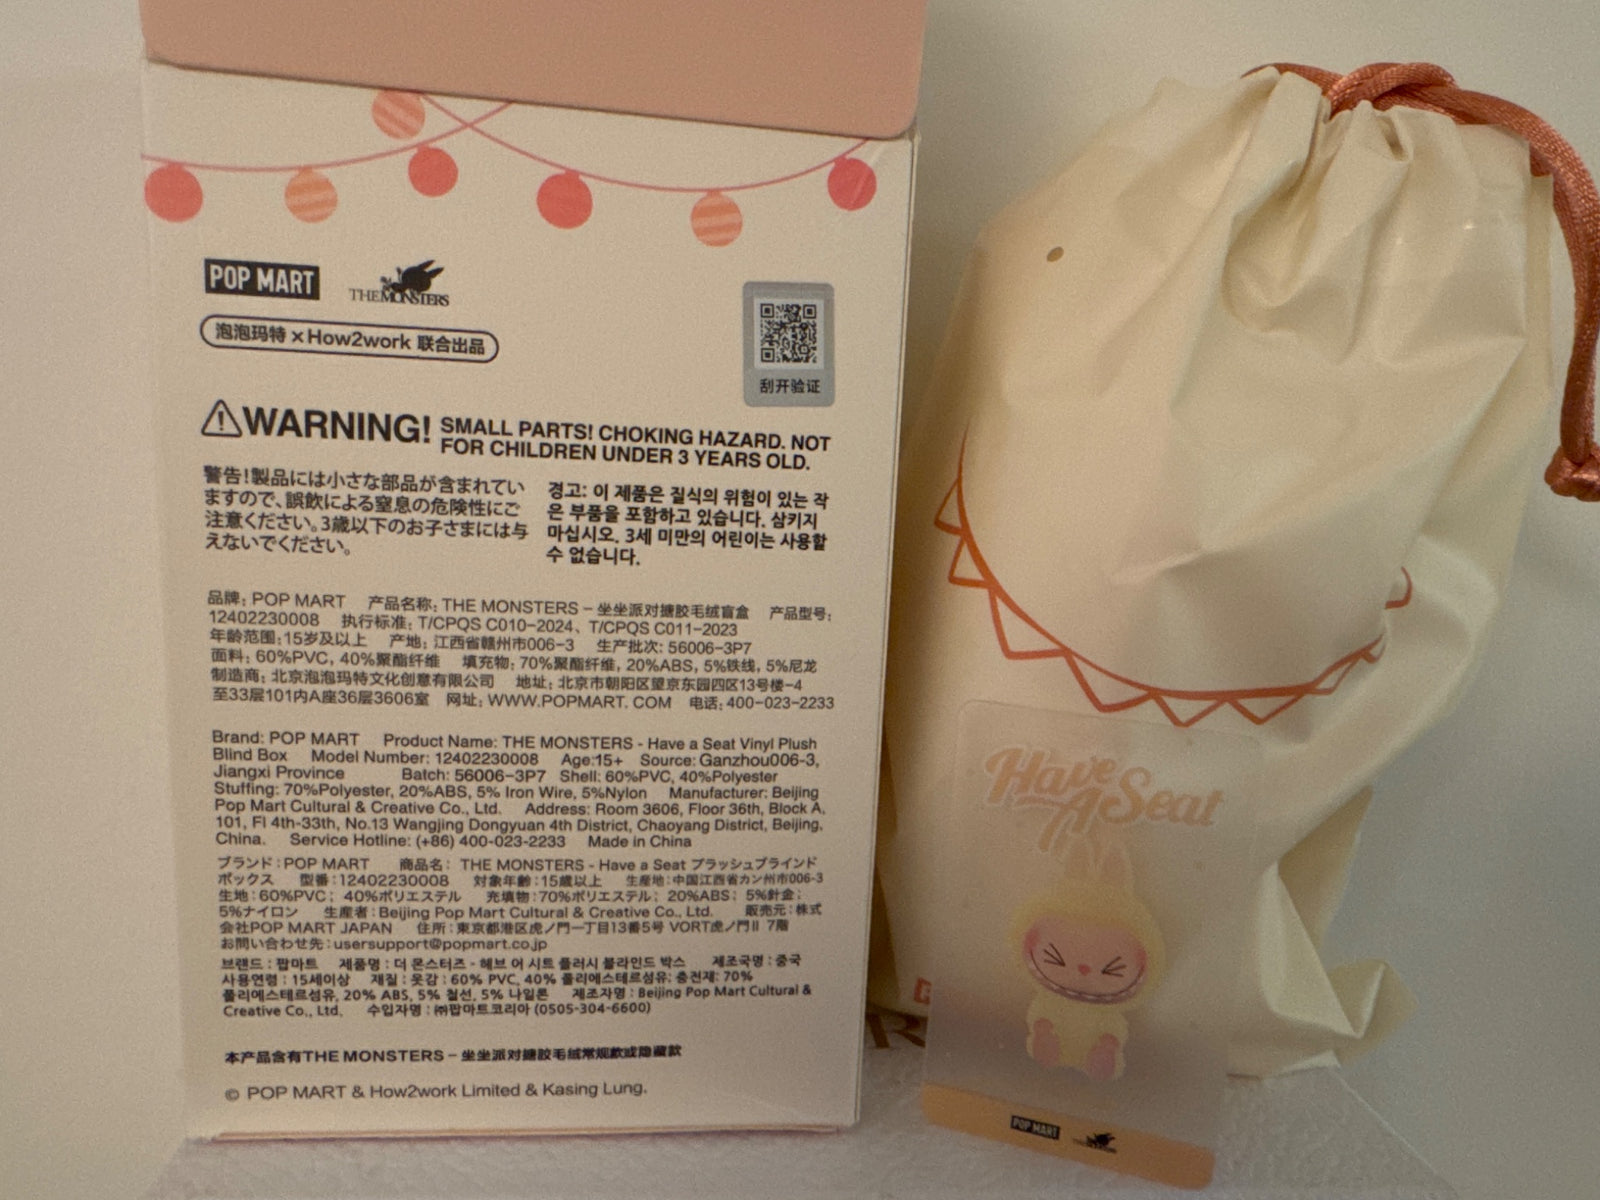 POP MART
THE MONSTERS
泡泡玛特 × How2work 联合出品
刮开验证
WARNING! SMALL PARTS! CHOKING HAZARD. NOT
FOR CHILDREN UNDER 3 YEARS OLD.
警告!製品には小さな部品が含まれてい
ますので、誤飲による窒息の危険性にご
注意ください。3歳以下のお子さまには与
えないでください。
경고: 이 제품은 질식의 위험이 있는 작
은 부품을 포함하고 있습니다. 삼키지
마십시오. 3세 미만의 어린이는 사용할
수 없습니다.
品牌: POP MART 产品名称: THE MONSTERS – 坐坐派对搪胶毛绒盲盒 产品型号:
12402230008 执行标准: T/CPQS C010-2024、T/CPQS C011-2023
年龄范围:15岁及以上 产地: 江西省赣州市006-3 生产批次: 56006-3P7
面料: 60%PVC, 40%聚酯纤维 填充物: 70%聚酯纤维, 20%ABS, 5%铁线, 5%尼龙
制造商: 北京泡泡玛特文化创意有限公司 地址: 北京市朝阳区望京东园四区13号楼-4
至33层101内A座36层3606室 网址: WWW.POPMART. COM 电话: 400-023-2233
Brand: POP MART Product Name: THE MONSTERS - Have a Seat Vinyl Plush
Blind Box Model Number: 12402230008 Age:15+ Source: Ganzhou006-3,
Jiangxi Province Batch: 56006-3P7 Shell: 60%PVC, 40%Polyester
Stuffing: 70%Polyester, 20%ABS, 5% Iron Wire, 5%Nylon Manufacturer: Beijing
Pop Mart Cultural & Creative Co., Ltd. Address: Room 3606, Floor 36th, Block A,
101, Fl 4th-33th, No.13 Wangjing Dongyuan 4th District, Chaoyang District, Beijing,
China. Service Hotline: (+86) 400-023-2233 Made in China
ブランド:POP MART 商品名: THE MONSTERS - Have a Seat プラッシュブラインド
ボックス 型番:12402230008 対象年齢:15歳以上 生産地:中国江西省カン州市006-3
生地:60%PVC; 40%ポリエステル 充填物:70%ポリエステル; 20%ABS; 5%針金;
5%ナイロン 生産者:Beijing Pop Mart Cultural & Creative Co., Ltd. 販売元:株式
会社POP MART JAPAN 住所:東京都港区虎ノ門一丁目13番5号 VORT虎ノ門II 7階
お問い合わせ先:usersupport@popmart.co.jp
브랜드 : 팝마트 제품명 : 더 몬스터즈 - 헤브 어 시트 플러시 블라인드 박스 제조국명 : 중국
사용연령 : 15세이상 재질 : 옷감 : 60% PVC, 40% 폴리에스테르섬유; 충전재: 70%
폴리에스테르섬유, 20% ABS, 5% 철선, 5% 나일론 제조자명 : Beijing Pop Mart Cultural &
Creative Co., Ltd. 수입자명 : ㈜팝마트코리아 (0505-304-6600)
本产品含有THE MONSTERS – 坐坐派对搪胶毛绒常规款或隐藏款
© POP MART & How2work Limited & Kasing Lung.
Have
A Seat
POP MART